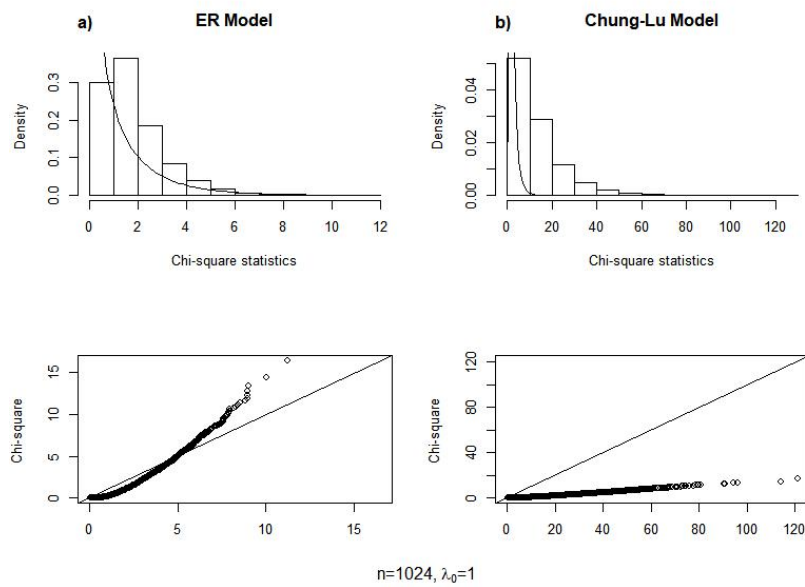 a) ER Model
b) Chung-Lu Model
Density
0.0 0.1 0.2 0.3
0 2 4 6 8 10 12
Chi-square statistics
Density
0.00 0.02 0.04
0 20 40 60 80 100 120
Chi-square statistics
Chi-square
0 5 10 15
0 5 10 15
Chi-square
0 20 40 60 80 120
0 20 40 60 80 100 120
n=1024, λ₀=1